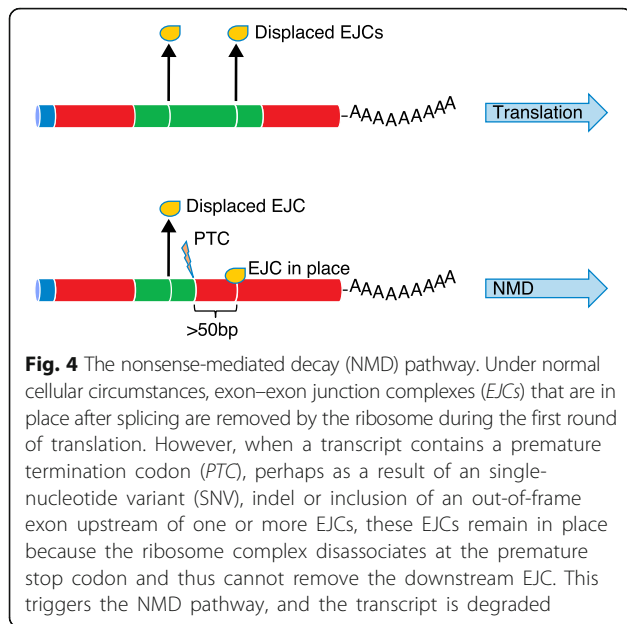 Displaced EJCs
-AAAAAAAAA
Translation
Displaced EJC
PTC
EJC in place
-AAAAAAAAA
NMD
>50bp
Fig. 4 The nonsense-mediated decay (NMD) pathway. Under normal
cellular circumstances, exon–exon junction complexes (EJCs) that are in
place after splicing are removed by the ribosome during the first round
of translation. However, when a transcript contains a premature
termination codon (PTC), perhaps as a result of an single-
nucleotide variant (SNV), indel or inclusion of an out-of-frame
exon upstream of one or more EJCs, these EJCs remain in place
because the ribosome complex disassociates at the premature
stop codon and thus cannot remove the downstream EJC. This
triggers the NMD pathway, and the transcript is degraded